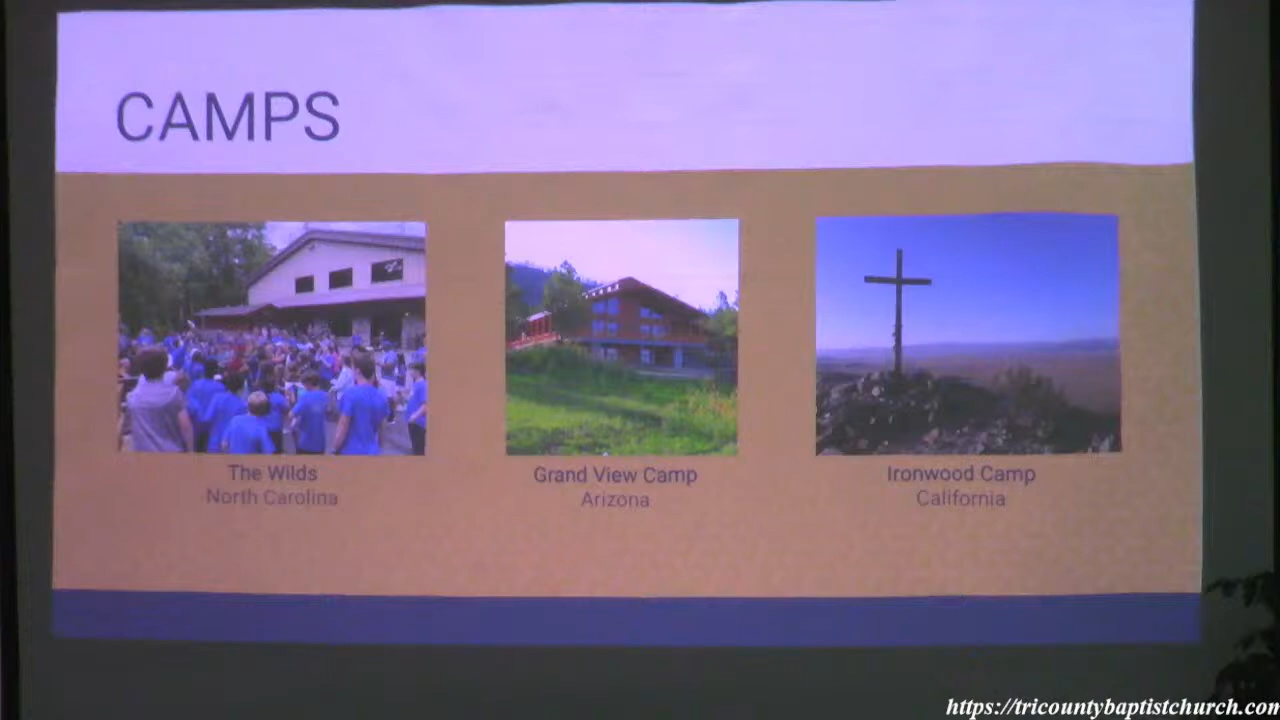 CAMPS
The Wilds
North Carolina
Grand View Camp
Arizona
Ironwood Camp
California
https://tricountybaptistchurch.com